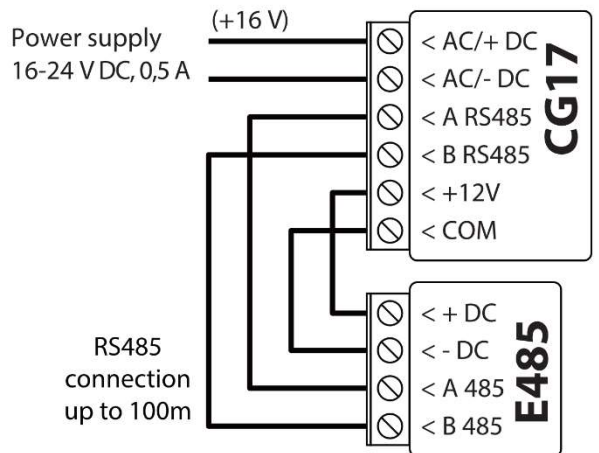 (+16 V)
Power supply
16-24 V DC, 0,5 A
< AC/+ DC
< AC/- DC
< A RS485
< B RS485
< +12V
< COM
CG17
< + DC
< - DC
< A 485
< B 485
E485
RS485
connection
up to 100m